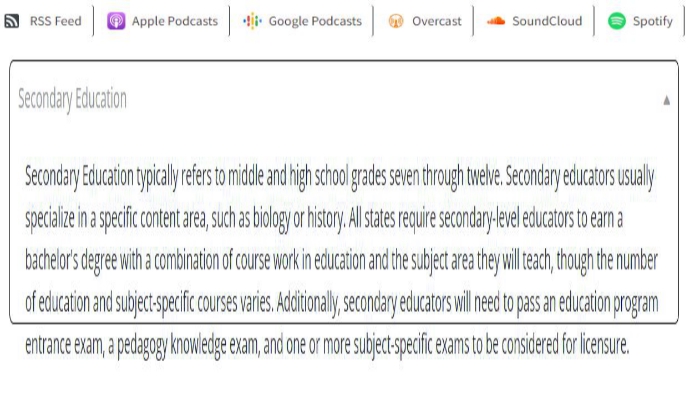 RSS Feed Apple Podcasts Google Podcasts Overcast SoundCloud Spotify
Secondary Education ▲
Secondary Education typically refers to middle and high school grades seven through twelve. Secondary educators usually
specialize in a specific content area, such as biology or history. All states require secondary-level educators to earn a
bachelor's degree with a combination of course work in education and the subject area they will teach, though the number
of education and subject-specific courses varies. Additionally, secondary educators will need to pass an education program
entrance exam, a pedagogy knowledge exam, and one or more subject-specific exams to be considered for licensure.